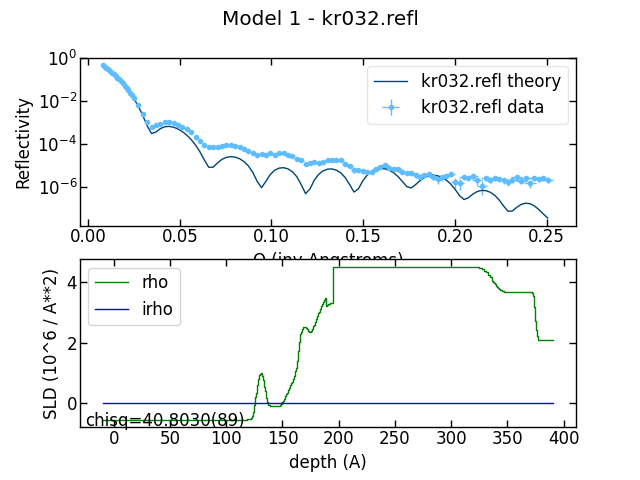 Model 1 - kr032.refl
10^0
10^-2
10^-4
10^-6
Reflectivity
kr032.refl theory
kr032.refl data
0.00 0.05 0.10 0.15 0.20 0.25
Q (inv Angstroms)
4
2
0
SLD (10^6 / A**2)
rho
irho
chisq=40.8030(89)
0 50 100 150 200 250 300 350 400
depth (A)